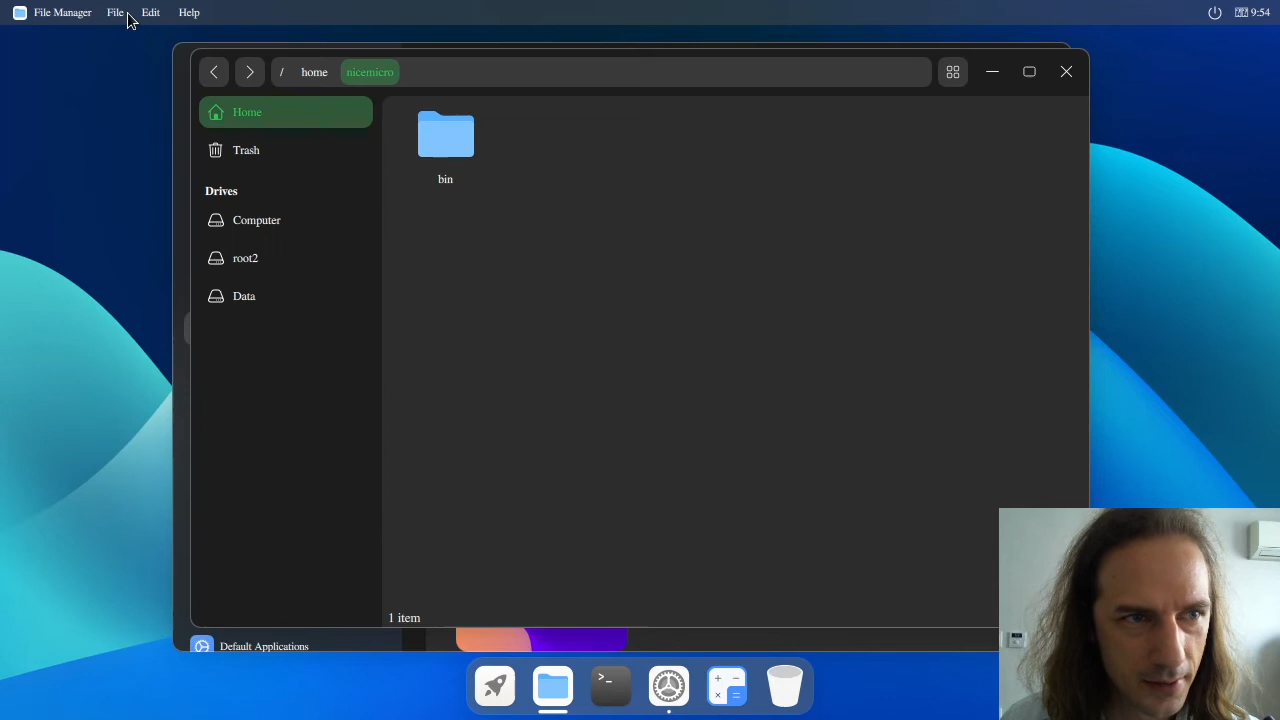 File Manager File Edit Help 9:54
/ home nicemicro
Home
Trash
bin
Drives
Computer
root2
Data
1 item
Default Applications